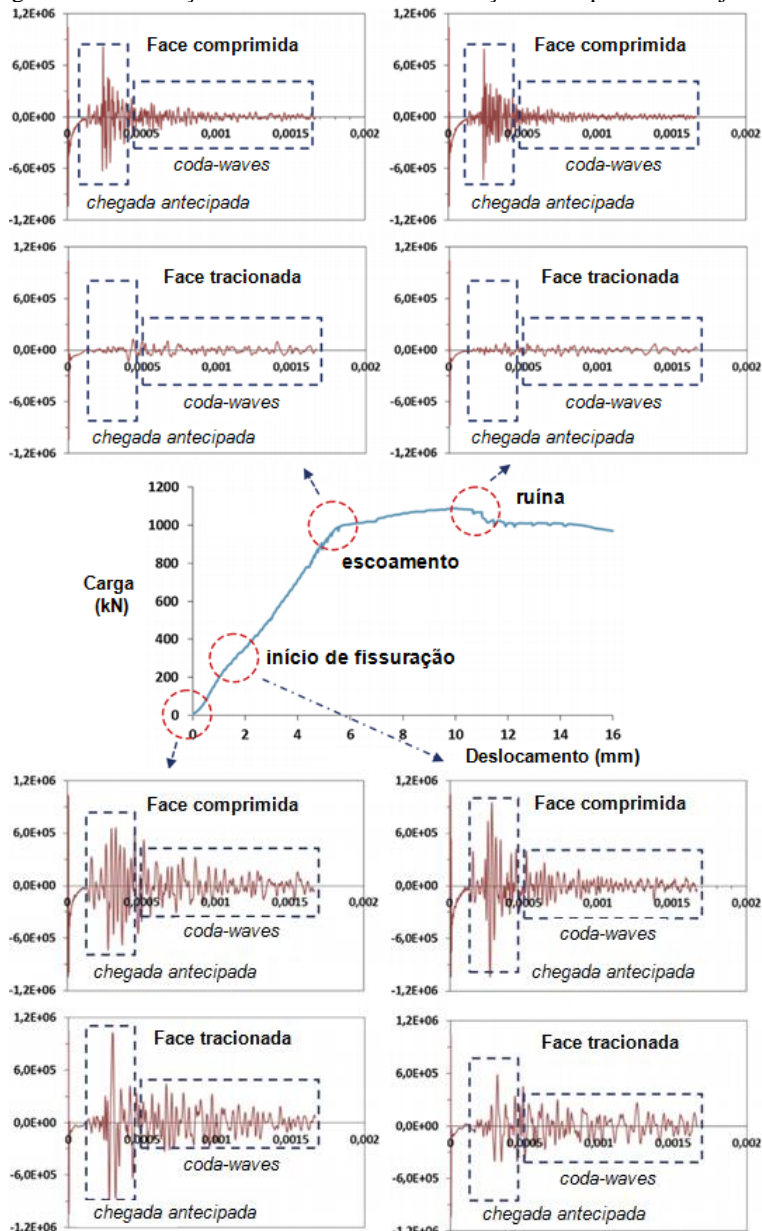 1,2E+06 1,2E+06
Face comprimida Face comprimida
6,0E+05 6,0E+05
0,0E+00 0,0E+00
0 0,0005 0,001 0,0015 0,002 0 0,0005 0,001 0,0015 0,002
-6,0E+05 coda-waves -6,0E+05 coda-waves
-1,2E+06 chegada antecipada -1,2E+06 chegada antecipada
1,2E+06 1,2E+06
Face tracionada Face tracionada
6,0E+05 6,0E+05
0,0E+00 0,0E+00
0 0,0005 0,001 0,0015 0,002 0 0,0005 0,001 0,0015 0,002
-6,0E+05 coda-waves -6,0E+05 coda-waves
-1,2E+06 chegada antecipada -1,2E+06 chegada antecipada
1200
ruína
1000
800
escoamento
Carga
(kN)
600
400
início de fissuração
200
0
0 2 4 6 8 10 12 14 16
Deslocamento (mm)
1,2E+06 1,2E+06
Face comprimida Face comprimida
6,0E+05 6,0E+05
0,0E+00 0,0E+00
0 0,0005 0,001 0,0015 0,002 0 0,0005 0,001 0,0015 0,002
-6,0E+05 coda-waves -6,0E+05 coda-waves
-1,2E+06 chegada antecipada -1,2E+06 chegada antecipada
1,2E+06 1,2E+06
Face tracionada Face tracionada
6,0E+05 6,0E+05
0,0E+00 0,0E+00
0 0,0005 0,001 0,0015 0,002 0 0,0005 0,001 0,0015 0,002
-6,0E+05 coda-waves -6,0E+05 coda-waves
-1,2E+06 chegada antecipada -1,2E+06 chegada antecipada